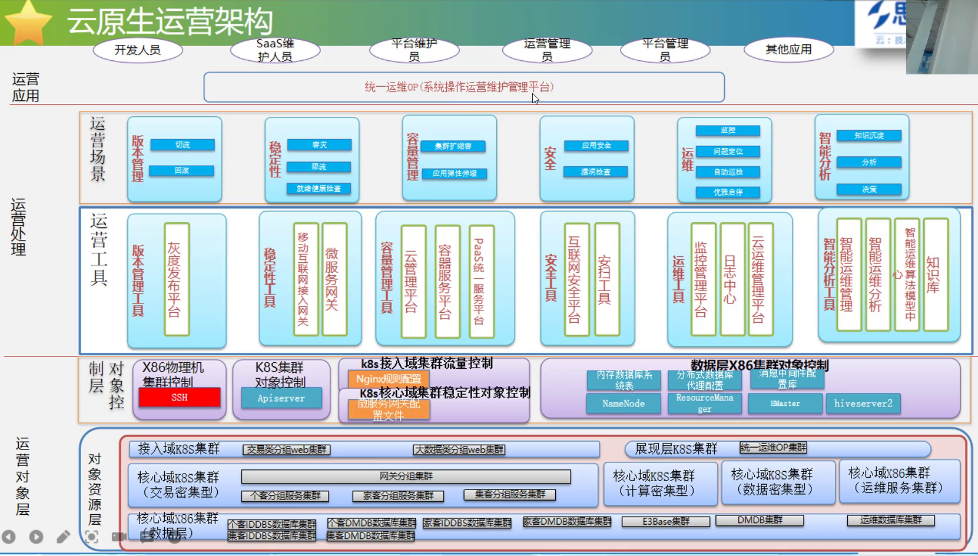 云原生运营架构
思
开发人员
SaaS维
护人员
平台维护
员
运营管理
员
平台管理
员
其他应用
运营
应用
统一运维OP(系统操作运营维护管理平台)
运营处理
运营场景
版本管理
切流
回滚
稳定性
容灾
限流
就绪健康检查
容量管理
集群扩缩容
应用弹性伸缩
安全
应用安全
漏洞检查
运维
监控
问题定位
自动巡检
优雅启停
智能分析
知识沉淀
分析
决策
运营工具
版本管理工具
灰度发布平台
稳定性工具
移动互联网接入网关
微服务网关
容量管理工具
云管理平台
容器服务平台
PaaS统一服务平台
安全工具
互联网安全平台
安扫工具
运维工具
监控管理平台
日志中心
云运维管理平台
智能分析工具
智能运维管理
智能运维分析
智能运维算法模型中
心
知识库
对象控
制层
X86物理机
集群控制
SSH
K8S集群
对象控制
Apiserver
k8s接入域集群流量控制
Nginx规则配置
K8s核心域集群稳定性对象控制
微服务网关配
置文件
数据层X86集群对象控制
内存数据库系
统表
分布式数据库
代理配置
消息中间件配
置库
NameNode
ResourceMana
ger
HMaster
hiveserver2
运营对象层
对象资源层
接入域K8S集群
交易类分组web集群
大数据类分组web集群
展现层K8S集群
统一运维OP集群
核心域K8S集群
（交易密集型）
网关分组集群
个客分组服务集群
家客分组服务集群
集客分组服务集群
核心域K8S集群
（计算密集型）
核心域K8S集群
（数据密集型）
核心域X86集群
（运维服务集群）
核心域X86集群
（数据层）
个客IDDBS数据库集群
个客DMDB数据库集群
家客IDDBS数据库集群
家客DMDB数据库集群
集客IDDBS数据库集群
集客DMDB数据库集群
E3Base集群
DMDB集群
运维数据库集群